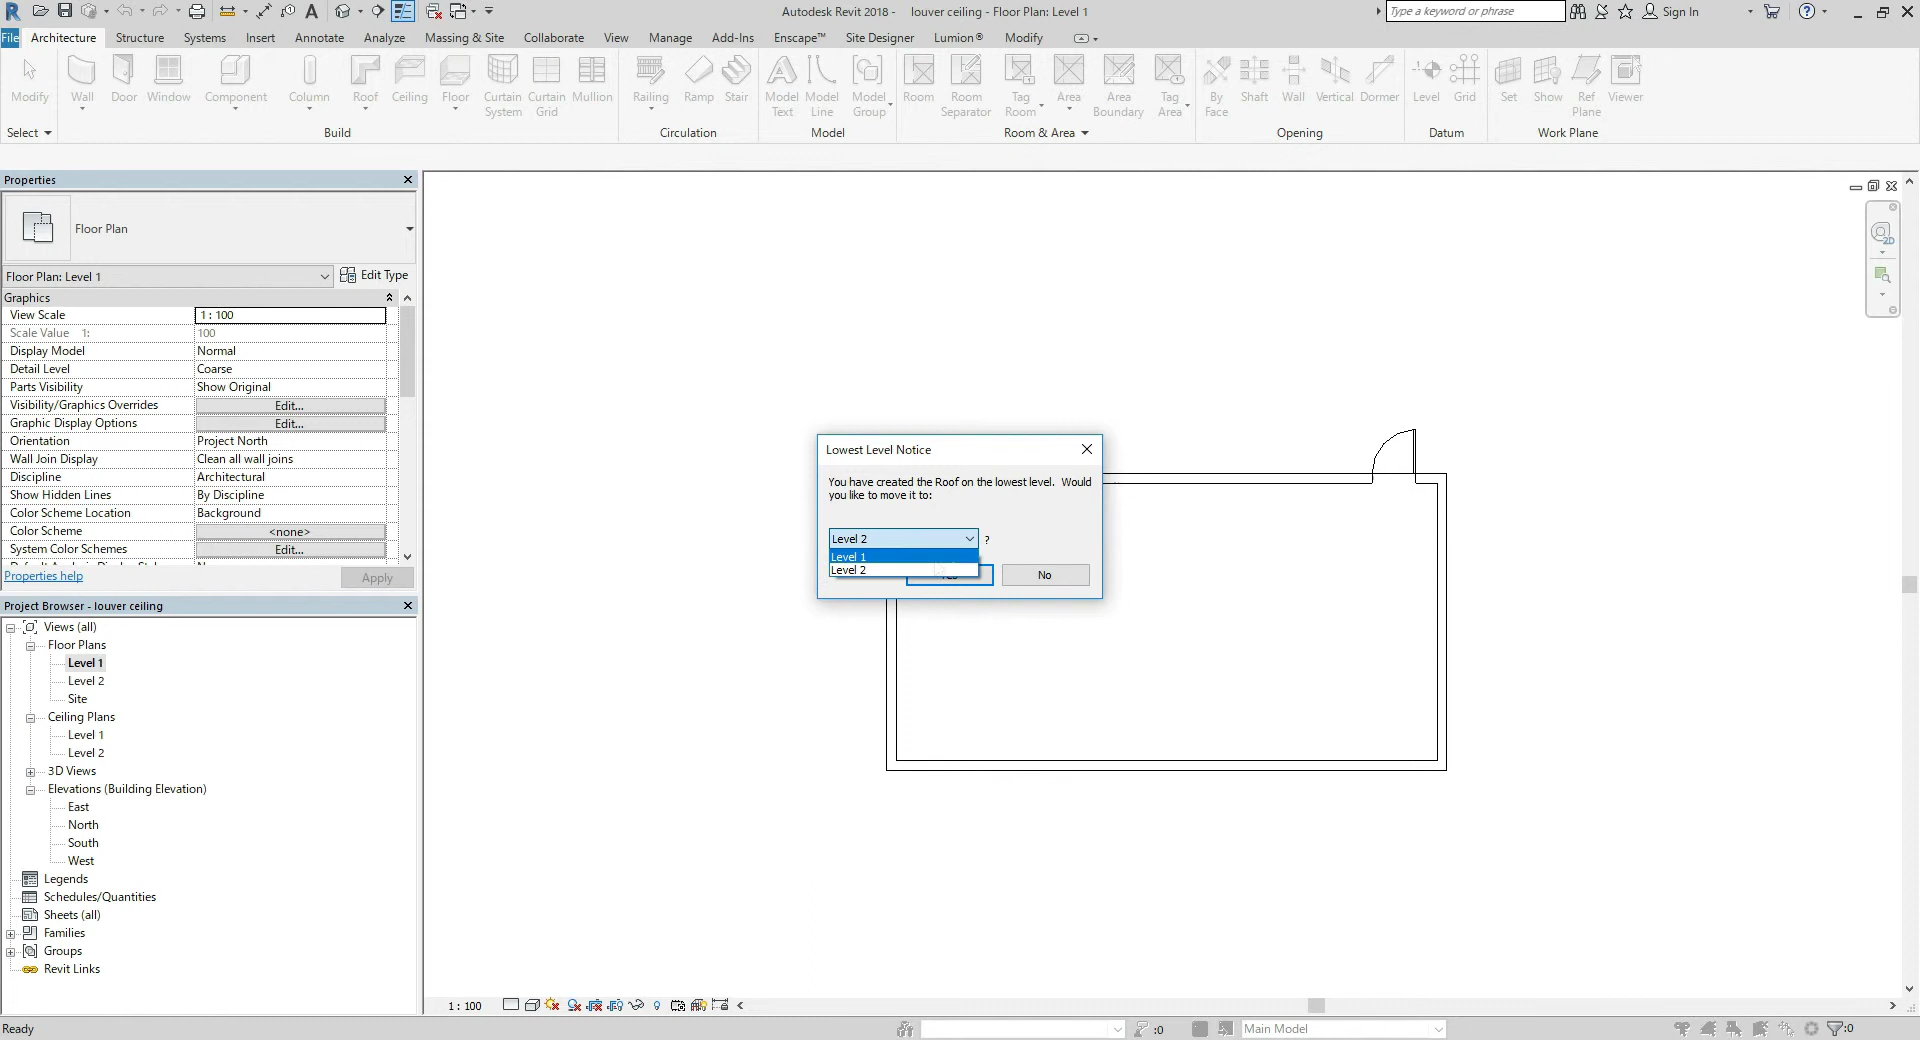 Autodesk Revit 2018 -    louver ceiling - Floor Plan: Level 1
Type a keyword or phrase
Sign In
File Architecture Structure Systems Insert Annotate Analyze Massing & Site Collaborate View Manage Add-Ins Enscape™ Site Designer Lumion® Modify
Modify Wall Door Window Component Column Roof Ceiling Floor Curtain System Curtain Grid Mullion Railing Ramp Stair Model Text Model Line Model Group Room Room Separator Tag Room Area Area Boundary Tag Area By Face Shaft Wall Vertical Dormer Level Grid Set Show Ref Plane Viewer
Select Build Circulation Model Room & Area Opening Datum Work Plane
Properties
Floor Plan
Floor Plan: Level 1 Edit Type
Graphics
View Scale 1 : 100
Scale Value 1: 100
Display Model Normal
Detail Level Coarse
Parts Visibility Show Original
Visibility/Graphics Overrides Edit...
Graphic Display Options Edit...
Orientation Project North
Wall Join Display Clean all wall joins
Discipline Architectural
Show Hidden Lines By Discipline
Color Scheme Location Background
Color Scheme <none>
System Color Schemes Edit...
Properties help Apply
Project Browser - louver ceiling
Views (all)
Floor Plans
Level 1
Level 2
Site
Ceiling Plans
Level 1
Level 2
3D Views
Elevations (Building Elevation)
East
North
South
West
Legends
Schedules/Quantities
Sheets (all)
Families
Groups
Revit Links
2D
Lowest Level Notice
You have created the Roof on the lowest level. Would
you like to move it to:
Level 2 ?
Level 1
Level 2
No
1 : 100
Ready :0 Main Model :0